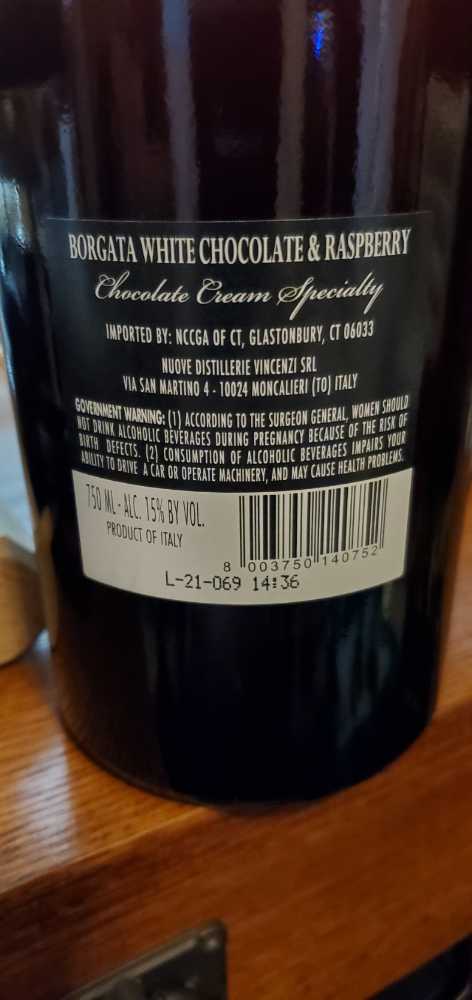 BORGATA WHITE CHOCOLATE & RASPBERRY
Chocolate Cream Specialty
IMPORTED BY: NCCGA OF CT, GLASTONBURY, CT 06033
NUOVE DISTILLERIE VINCENZI SRL
VIA SAN MARTINO 4 - 10024 MONCALIERI (TO) ITALY
GOVERNMENT WARNING: (1) ACCORDING TO THE SURGEON GENERAL, WOMEN SHOULD
NOT DRINK ALCOHOLIC BEVERAGES DURING PREGNANCY BECAUSE OF THE RISK OF
BIRTH DEFECTS. (2) CONSUMPTION OF ALCOHOLIC BEVERAGES IMPAIRS YOUR
ABILITY TO DRIVE A CAR OR OPERATE MACHINERY, AND MAY CAUSE HEALTH PROBLEMS.
750 ML - ALC. 15% BY VOL.
PRODUCT OF ITALY
8 003750 140752
L-21-069 14:36